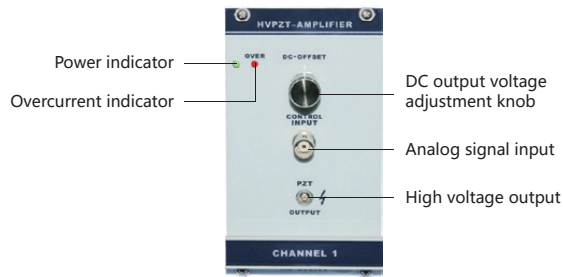 HVPZT-AMPLIFIER
OVER
DC-OFFSET
Power indicator
Overcurrent indicator
DC output voltage
adjustment knob
CONTROL
INPUT
Analog signal input
PZT
High voltage output
OUTPUT
CHANNEL 1